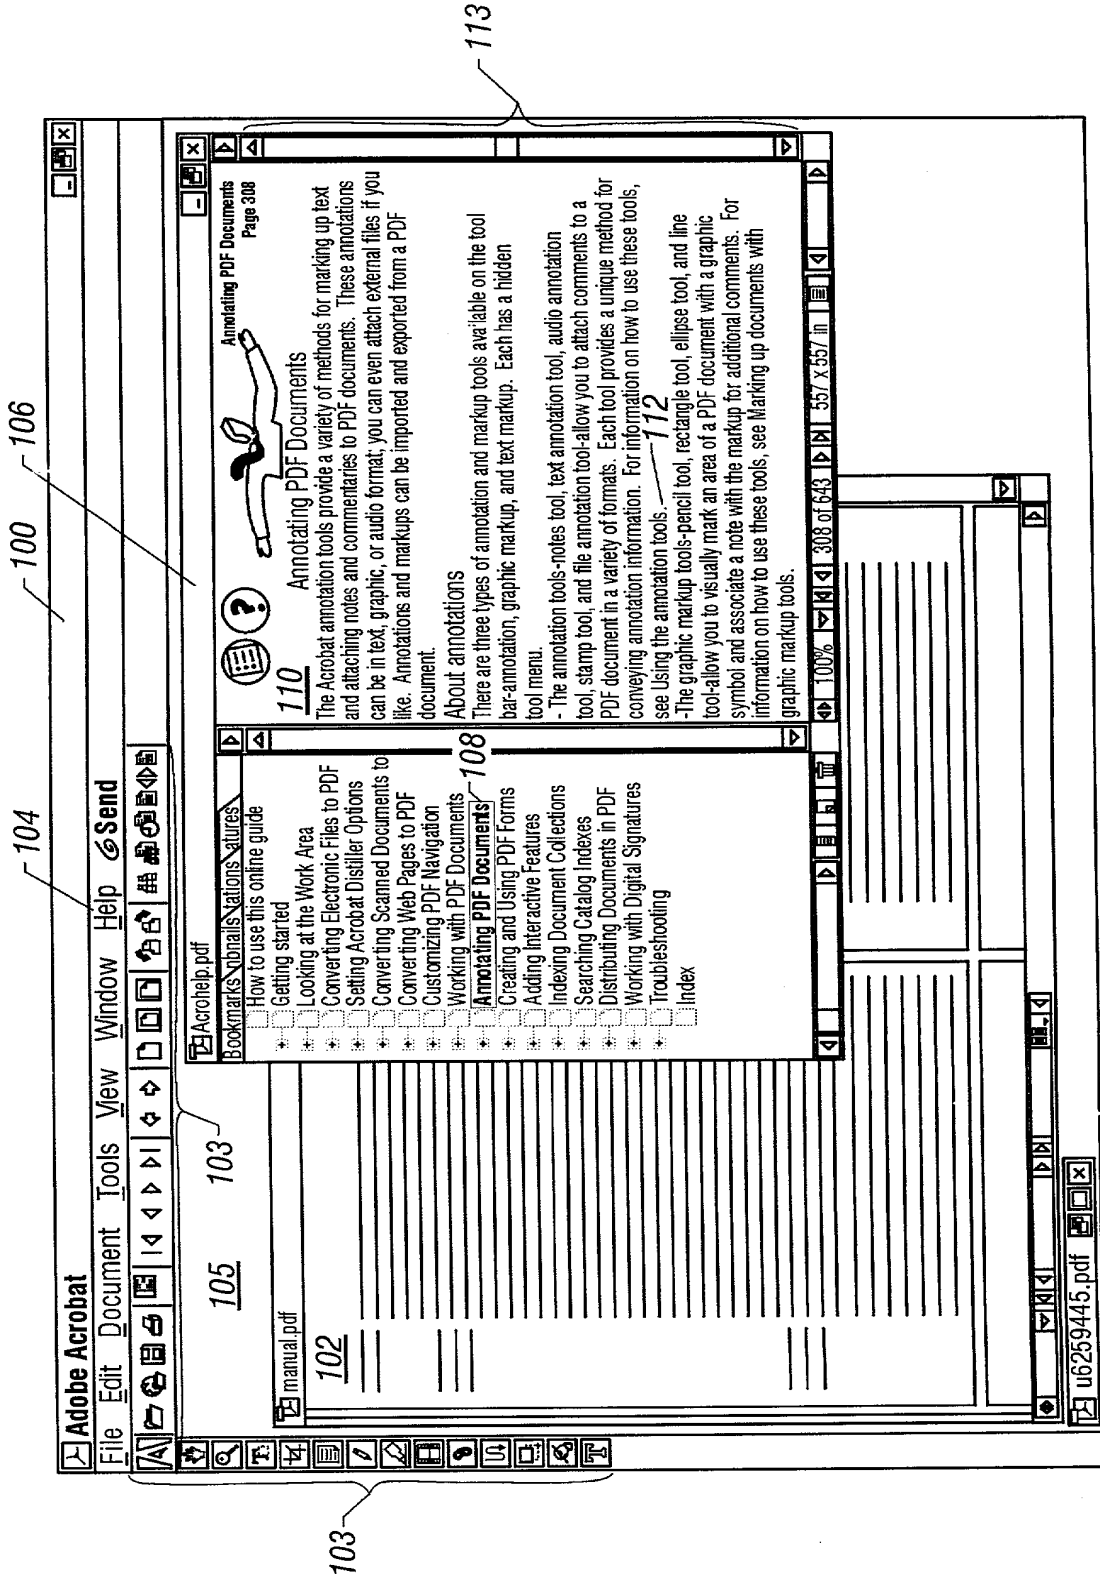 100
104
106
Adobe Acrobat
File Edit Document Tools View Window Help Send
103
103
105
Acrohelp.pdf
Bookmarks mbnails tations atures
How to use this online guide
Getting started
Looking at the Work Area
Converting Electronic Files to PDF
Setting Acrobat Distiller Options
Converting Scanned Documents to
Converting Web Pages to PDF
Customizing PDF Navigation
Working with PDF Documents
Annotating PDF Documents
108
Creating and Using PDF Forms
Adding Interactive Features
Indexing Document Collections
Searching Catalog Indexes
Distributing Documents in PDF
Working with Digital Signatures
Troubleshooting
Index
Annotating PDF Documents
Page 308
?
110
Annotating PDF Documents
The Acrobat annotation tools provide a variety of methods for marking up text
and attaching notes and commentaries to PDF documents. These annotations
can be in text, graphic, or audio format; you can even attach external files if you
like. Annotations and markups can be imported and exported from a PDF
document.
About annotations
There are three types of annotation and markup tools available on the tool
bar-annotation, graphic markup, and text markup. Each has a hidden
tool menu.
- The annotation tools-notes tool, text annotation tool, audio annotation
tool, stamp tool, and file annotation tool-allow you to attach comments to a
PDF document in a variety of formats. Each tool provides a unique method for
conveying annotation information. For information on how to use these tools,
see Using the annotation tools.
112
-The graphic markup tools-pencil tool, rectangle tool, ellipse tool, and line
tool-allow you to visually mark an area of a PDF document with a graphic
symbol and associate a note with the markup for additional comments. For
information on how to use these tools, see Marking up documents with
graphic markup tools.
113
100%
308 of 643
557 x 557 in
manual.pdf
102
u6259445.pdf